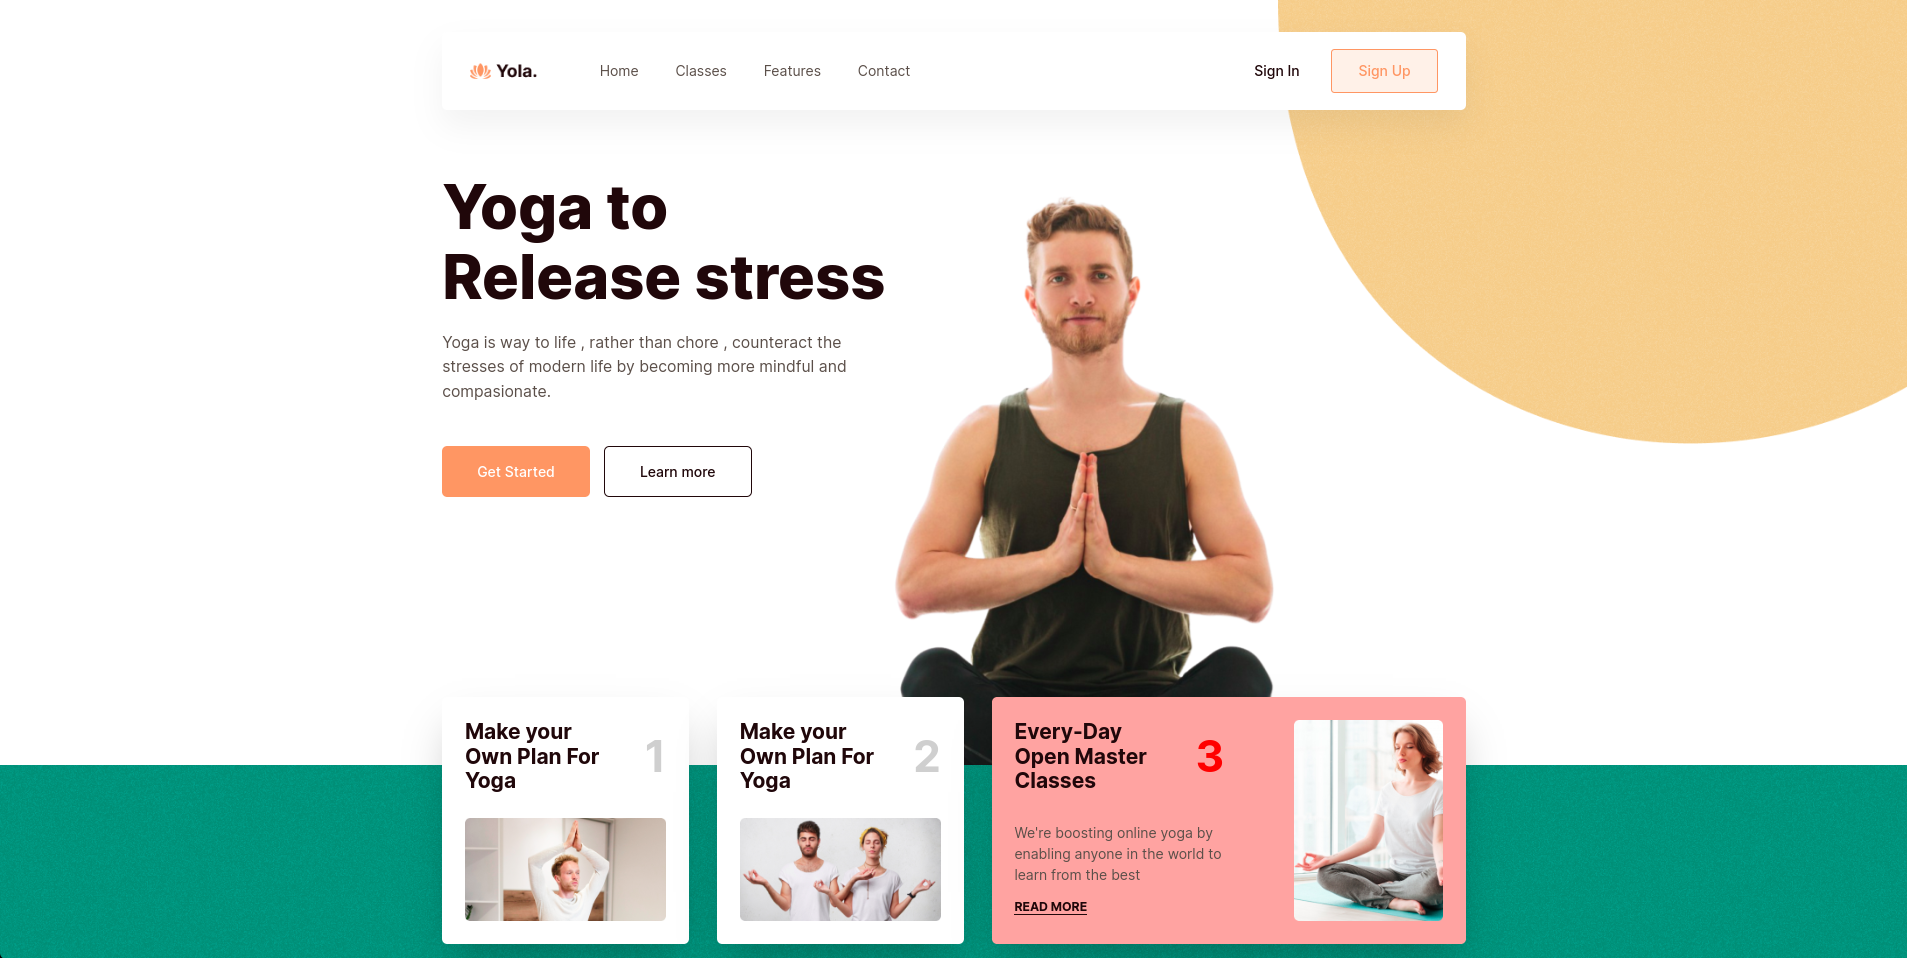 Yola.
Home
Classes
Features
Contact
Sign In
Sign Up
Yoga to
Release stress
Yoga is way to life , rather than chore , counteract the
stresses of modern life by becoming more mindful and
compasionate.
Get Started
Learn more
Make your
Own Plan For
Yoga
1
Make your
Own Plan For
Yoga
2
Every-Day
Open Master
Classes
3
We're boosting online yoga by
enabling anyone in the world to
learn from the best
READ MORE